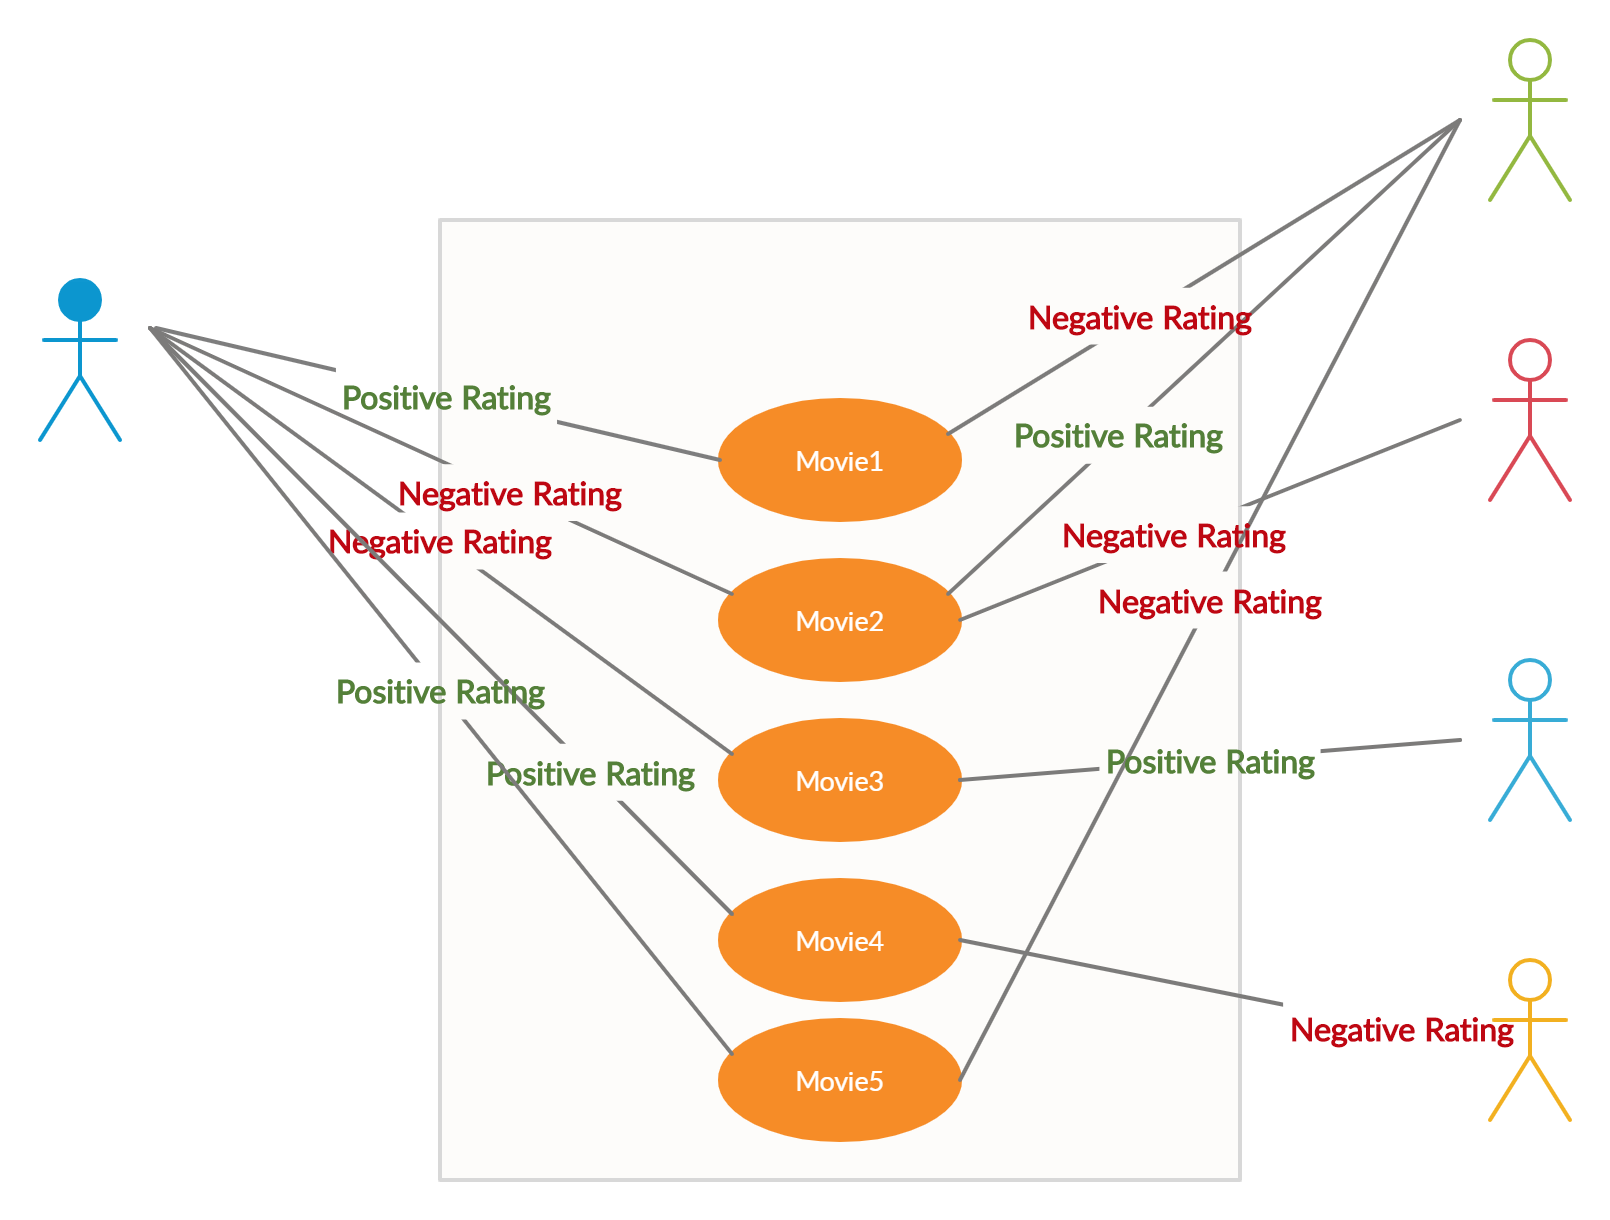 Negative Rating
Positive Rating
Positive Rating
Movie1
Negative Rating
Negative Rating
Negative Rating
Negative Rating
Movie2
Positive Rating
Positive Rating
Positive Rating
Movie3
Movie4
Negative Rating
Movie5